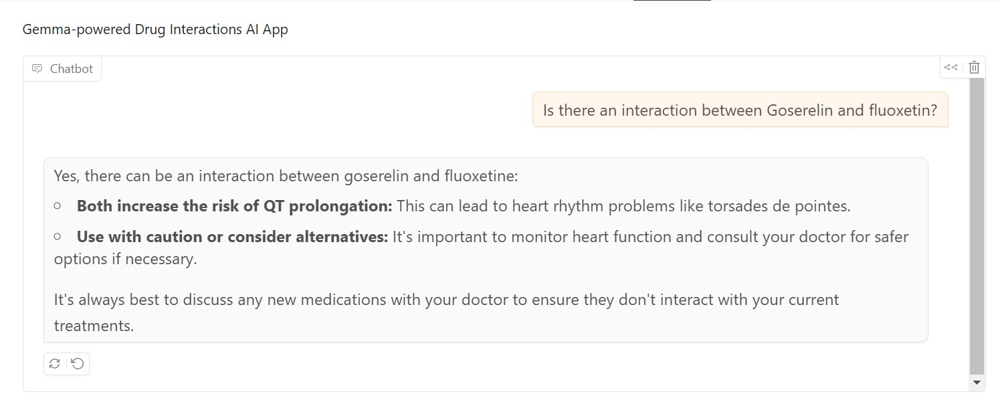 Gemma-powered Drug Interactions AI App
Chatbot
Is there an interaction between Goserelin and fluoxetin?
Yes, there can be an interaction between goserelin and fluoxetine:
Both increase the risk of QT prolongation: This can lead to heart rhythm problems like torsades de pointes.
Use with caution or consider alternatives: It's important to monitor heart function and consult your doctor for safer
options if necessary.
It's always best to discuss any new medications with your doctor to ensure they don't interact with your current
treatments.